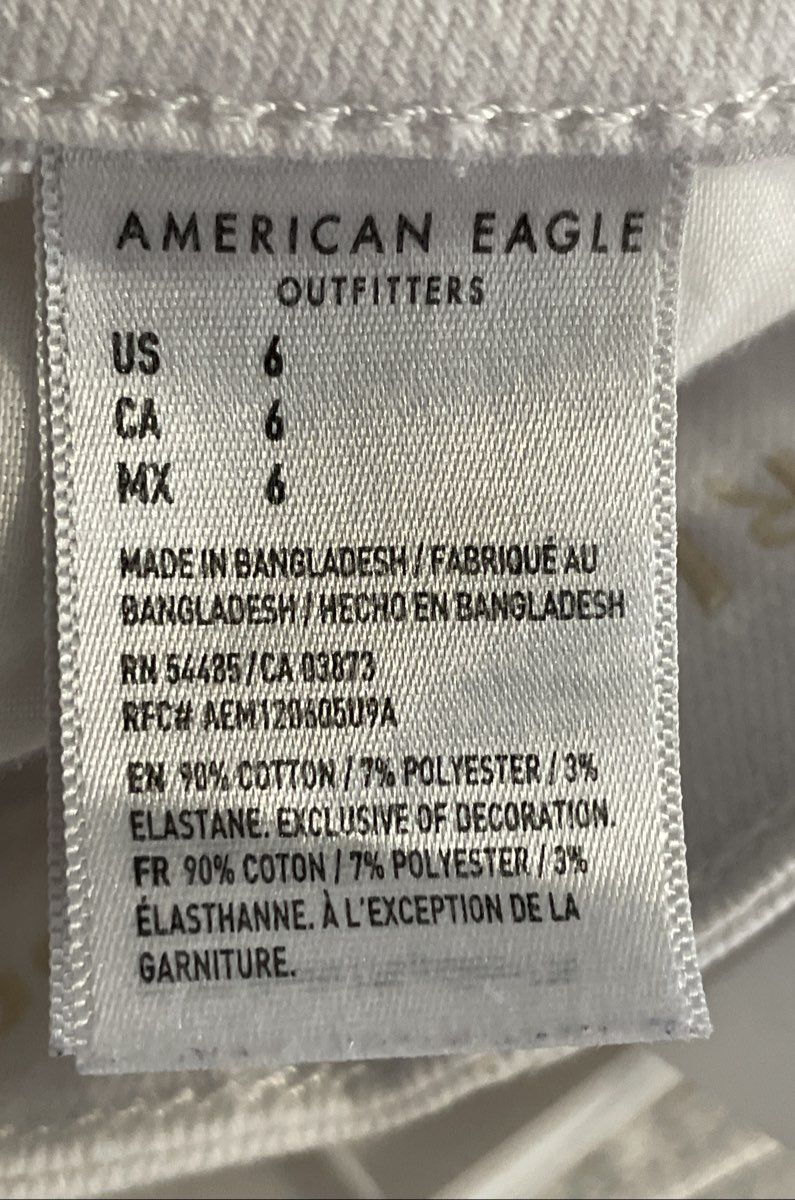 AMERICAN EAGLE
OUTFITTERS
US 6
CA 6
MX 6
MADE IN BANGLADESH / FABRIQUÉ AU
BANGLADESH / HECHO EN BANGLADESH
RN 54485 / CA 03873
RFC# AEM120605U9A
EN 90% COTTON / 7% POLYESTER / 3%
ELASTANE. EXCLUSIVE OF DECORATION.
FR 90% COTON / 7% POLYESTER / 3%
ÉLASTHANNE. À L'EXCEPTION DE LA
GARNITURE.